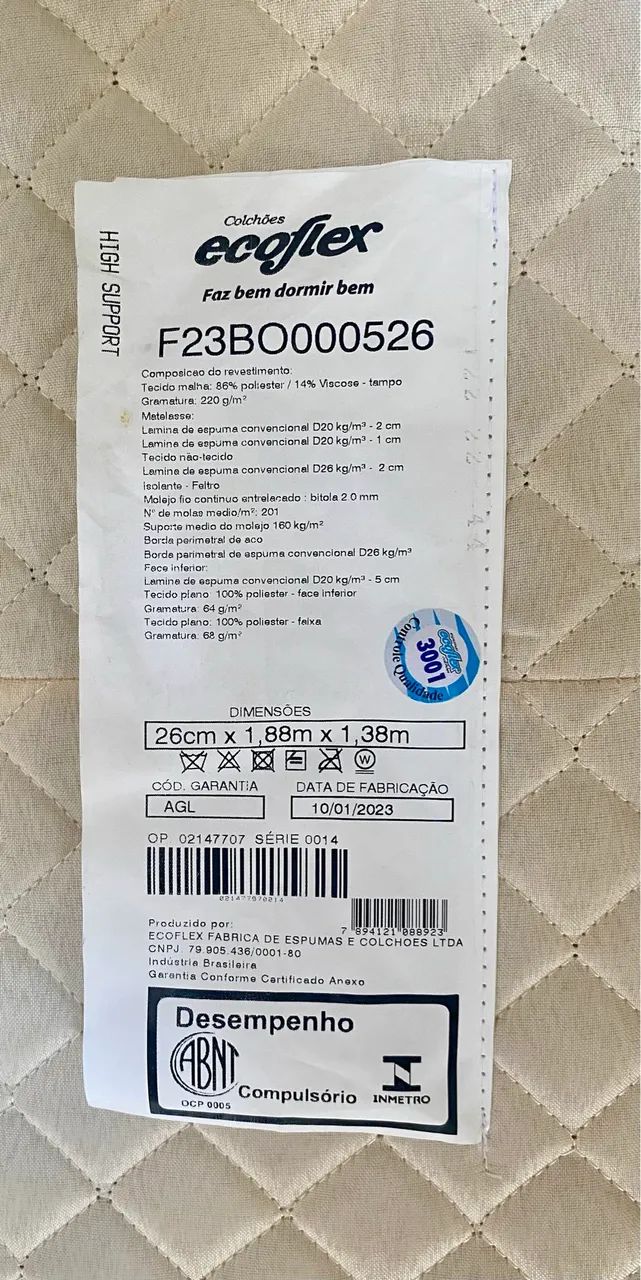 HIGH SUPPORT
Colchões
ecoflex
Faz bem dormir bem
F23BO000526
Composicao do revestimento:
Tecido malha: 86% poliester / 14% Viscose - tampo
Gramatura: 220 g/m²
Matelasse:
Lamina de espuma convencional D20 kg/m³ - 2 cm
Lamina de espuma convencional D20 kg/m³ - 1 cm
Tecido não-tecido
Lamina de espuma convencional D26 kg/m³ - 2 cm
Isolante - Feltro
Molejo fio continuo entrelacado : bitola 2.0 mm
N° de molas medio/m²: 201
Suporte medio do molejo 160 kg/m²
Borda perimetral de aco
Borda perimetral de espuma convencional D26 kg/m³
Face inferior:
Lamina de espuma convencional D20 kg/m³ - 5 cm
Tecido plano: 100% poliester - face inferior
Gramatura: 64 g/m²
Tecido plano: 100% poliester - faixa
Gramatura: 68 g/m²
ecoflex
3001
Controle Qualidade
DIMENSÕES
26cm x 1,88m x 1,38m
W
CÓD. GARANTIA DATA DE FABRICAÇÃO
AGL 10/01/2023
OP. 02147707 SÉRIE 0014
7 894121 088923
Produzido por:
ECOFLEX FABRICA DE ESPUMAS E COLCHOES LTDA
CNPJ. 79.905.436/0001-80
Indústria Brasileira
Garantia Conforme Certificado Anexo
Desempenho
ABNT
Compulsório
OCP 0005
INMETRO